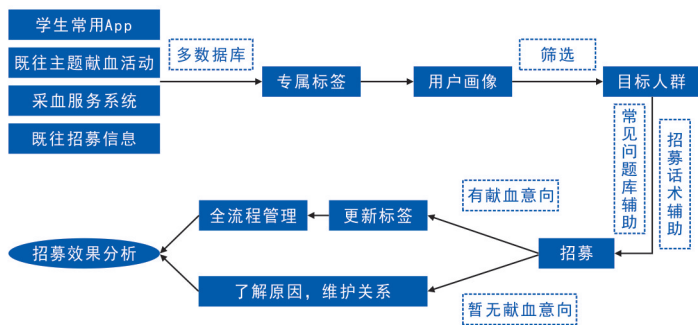 学生常用App
既往主题献血活动
采血服务系统
既往招募信息
多数据库
专属标签
用户画像
筛选
目标人群
常见问题库辅助
招募话术辅助
招募
有献血意向
暂无献血意向
更新标签
全流程管理
了解原因，维护关系
招募效果分析